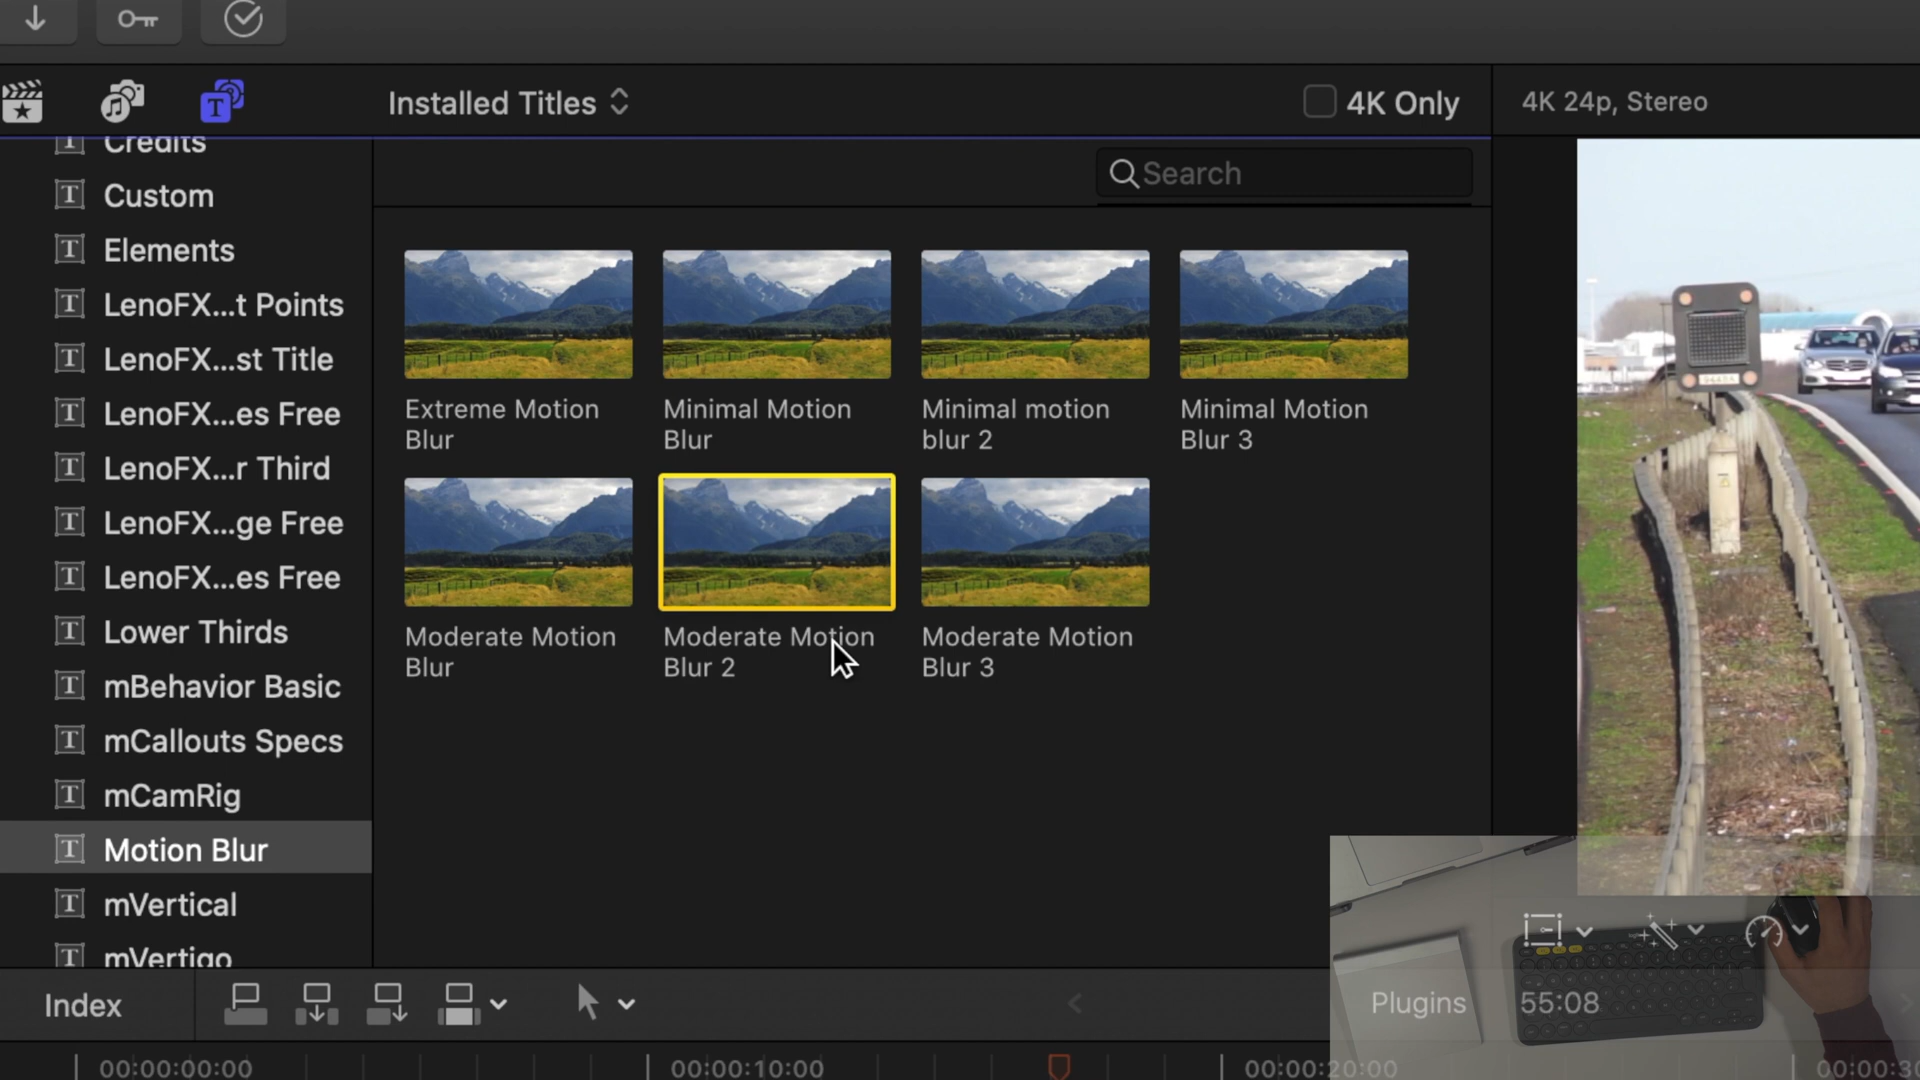 Installed Titles
4K Only
4K 24p, Stereo
Search
Credits
Custom
Elements
LenoFX...t Points
LenoFX...st Title
LenoFX...es Free
LenoFX...r Third
LenoFX...ge Free
LenoFX...es Free
Lower Thirds
mBehavior Basic
mCallouts Specs
mCamRig
Motion Blur
mVertical
mVertigo
Extreme Motion
Blur
Minimal Motion
Blur
Minimal motion
blur 2
Minimal Motion
Blur 3
Moderate Motion
Blur
Moderate Motion
Blur 2
Moderate Motion
Blur 3
Index
Plugins
55:08
00:00:00:00
00:00:10:00
00:00:20:00
00:00:3